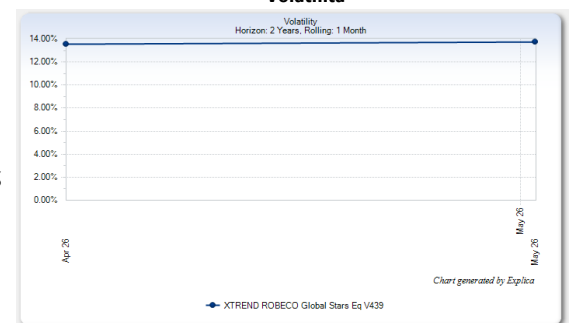 Volatility
Horizon: 2 Years, Rolling: 1 Month
14.00%
12.00%
10.00%
8.00%
6.00%
4.00%
2.00%
0.00%
Apr 26
May 26
May 26
Chart generated by Explica
XTREND ROBECO Global Stars Eq V439